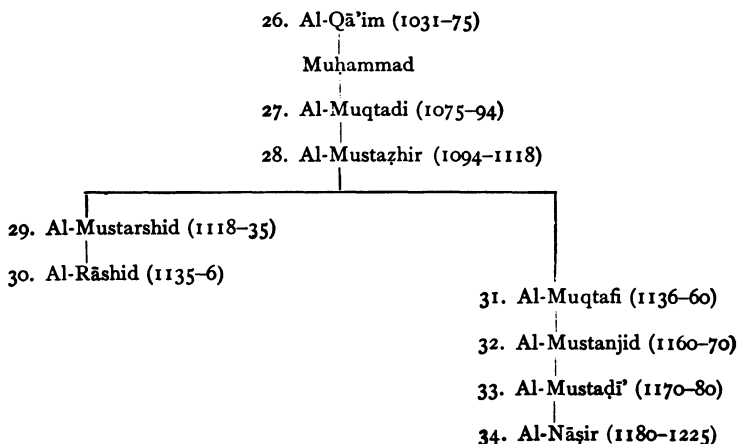 26. Al-Qā’im (1031–75)
Muḥammad
27. Al-Muqtadi (1075–94)
28. Al-Mustaẓhir (1094–1118)
29. Al-Mustarshid (1118–35)
30. Al-Rāshid (1135–6)
31. Al-Muqtafi (1136–60)
32. Al-Mustanjid (1160–70)
33. Al-Mustaḍī’ (1170–80)
34. Al-Nāṣir (1180–1225)